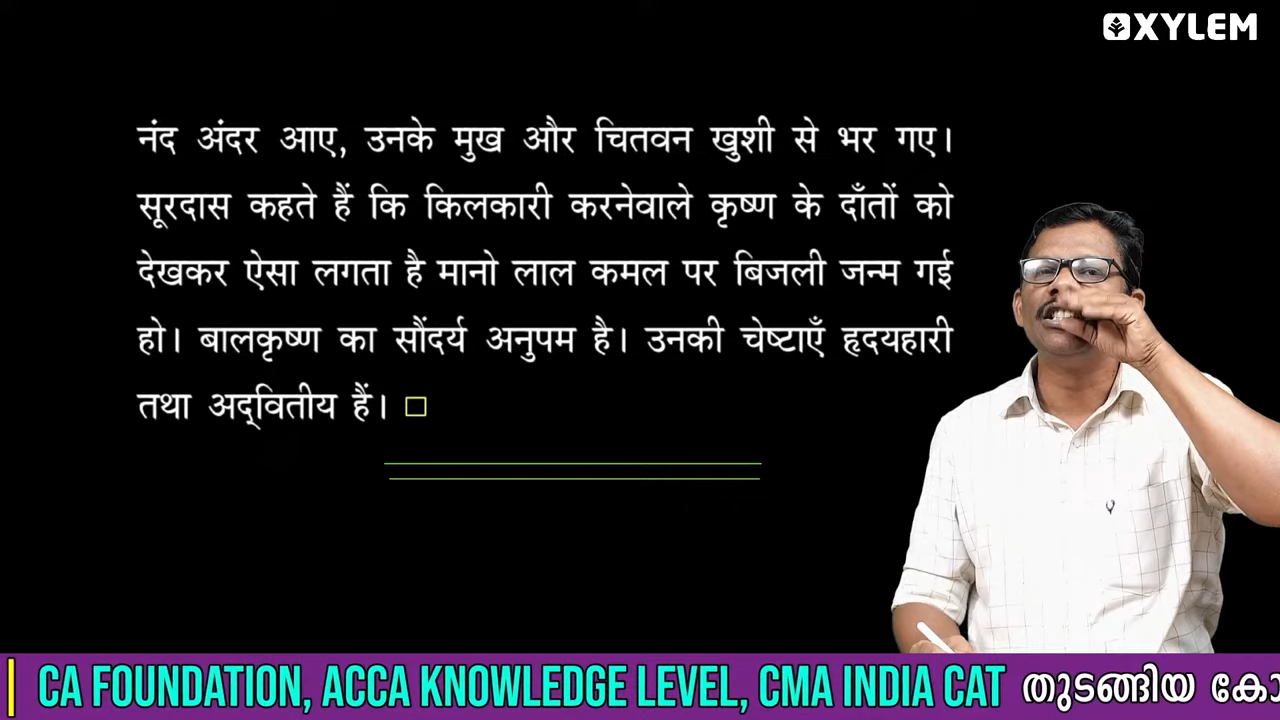 XYLEM
नंद अंदर आए, उनके मुख और चितवन खुशी से भर गए।
सूरदास कहते हैं कि किलकारी करनेवाले कृष्ण के दाँतों को
देखकर ऐसा लगता है मानो लाल कमल पर बिजली जन्म गई
हो। बालकृष्ण का सौंदर्य अनुपम है। उनकी चेष्टाएँ हृदयहारी
तथा अद्‌वितीय हैं।
CA FOUNDATION, ACCA KNOWLEDGE LEVEL, CMA INDIA CAT തുടങ്ങിയ